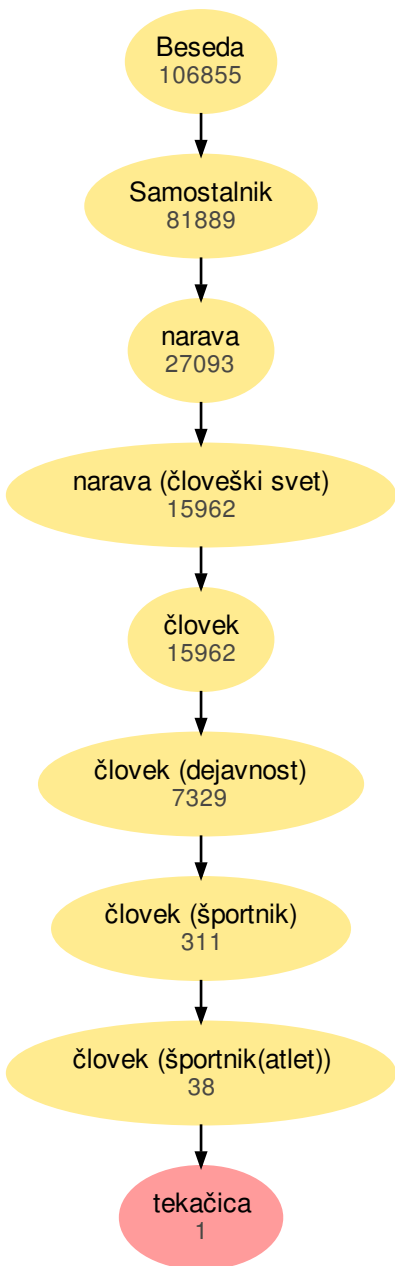 Beseda
106855
Samostalnik
81889
narava
27093
narava (človeški svet)
15962
človek
15962
človek (dejavnost)
7329
človek (športnik)
311
človek (športnik(atlet))
38
tekačica
1